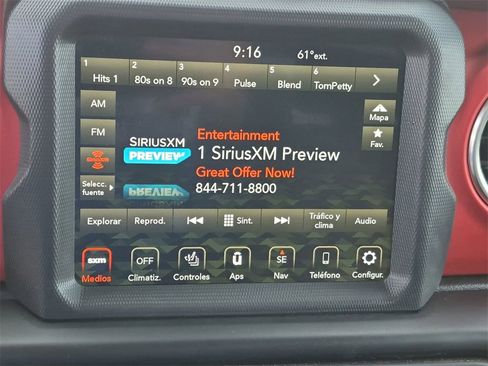 9:16 61°ext.
1 2 3 4 5 6
Hits 1 80s on 8 90s on 9 Pulse Blend TomPetty
AM
Mapa
FM
Entertainment
Fav.
SIRIUSXM
1 SiriusXM Preview
PREVIEW
Great Offer Now!
Selecc.
fuente
844-711-8800
Explorar Reprod. Sint. Tráfico y
clima Audio
sxm OFF ū SE
Medios Climatiz. Controles Aps Nav Teléfono Configur.